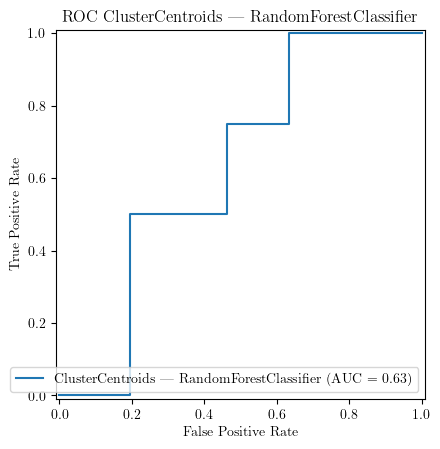 ROC ClusterCentroids — RandomForestClassifier
1.0
0.8
0.6
0.4
0.2
0.0
True Positive Rate
ClusterCentroids — RandomForestClassifier (AUC = 0.63)
0.0 0.2 0.4 0.6 0.8 1.0
False Positive Rate